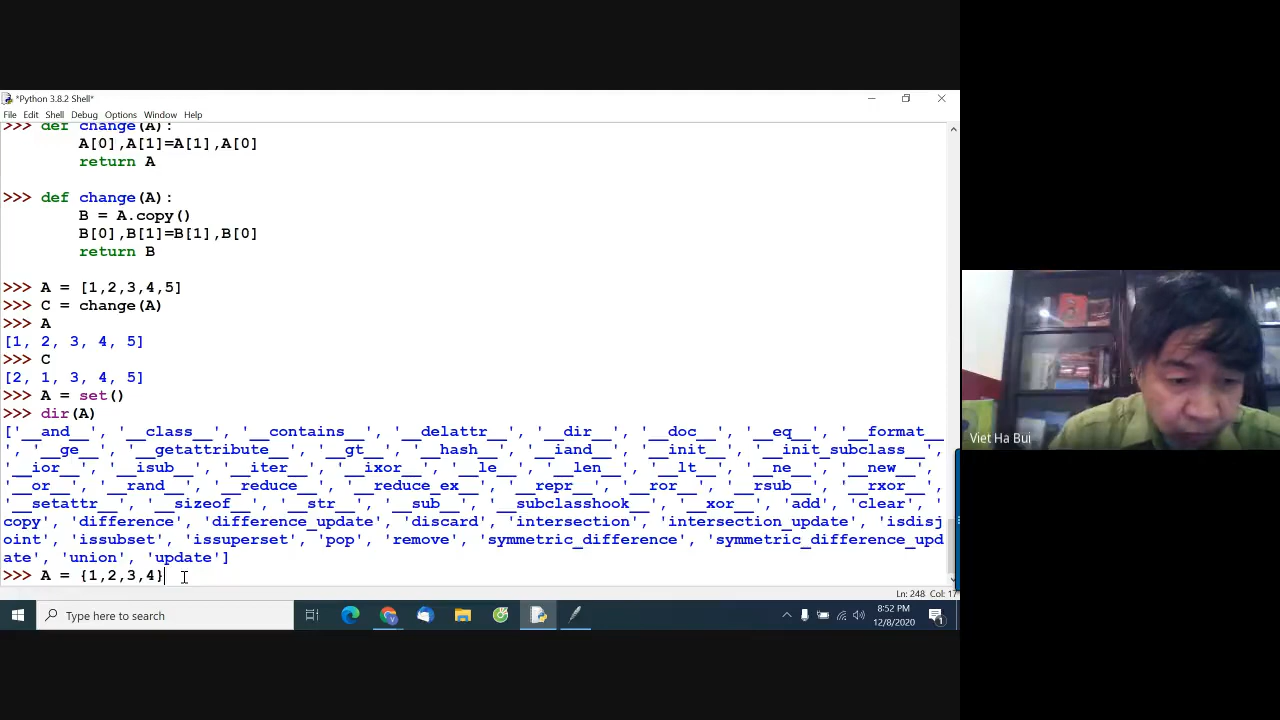 *Python 3.8.2 Shell*
File Edit Shell Debug Options Window Help
>>> def change(A):
A[0],A[1]=A[1],A[0]
return A
>>> def change(A):
B = A.copy()
B[0],B[1]=B[1],B[0]
return B
>>> A = [1,2,3,4,5]
>>> C = change(A)
>>> A
[1, 2, 3, 4, 5]
>>> C
[2, 1, 3, 4, 5]
>>> A = set()
>>> dir(A)
['__and__', '__class__', '__contains__', '__delattr__', '__dir__', '__doc__', '__eq__', '__format__
', '__ge__', '__getattribute__', '__gt__', '__hash__', '__iand__', '__init__', '__init_subclass__',
'__ior__', '__isub__', '__iter__', '__ixor__', '__le__', '__len__', '__lt__', '__ne__', '__new__',
'__or__', '__rand__', '__reduce__', '__reduce_ex__', '__repr__', '__ror__', '__rsub__', '__rxor__',
'__setattr__', '__sizeof__', '__str__', '__sub__', '__subclasshook__', '__xor__', 'add', 'clear', '
copy', 'difference', 'difference_update', 'discard', 'intersection', 'intersection_update', 'isdisj
oint', 'issubset', 'issuperset', 'pop', 'remove', 'symmetric_difference', 'symmetric_difference_upd
ate', 'union', 'update']
>>> A = {1,2,3,4}
Ln: 248 Col: 17
Type here to search
8:52 PM
12/8/2020
Viet Ha Bui